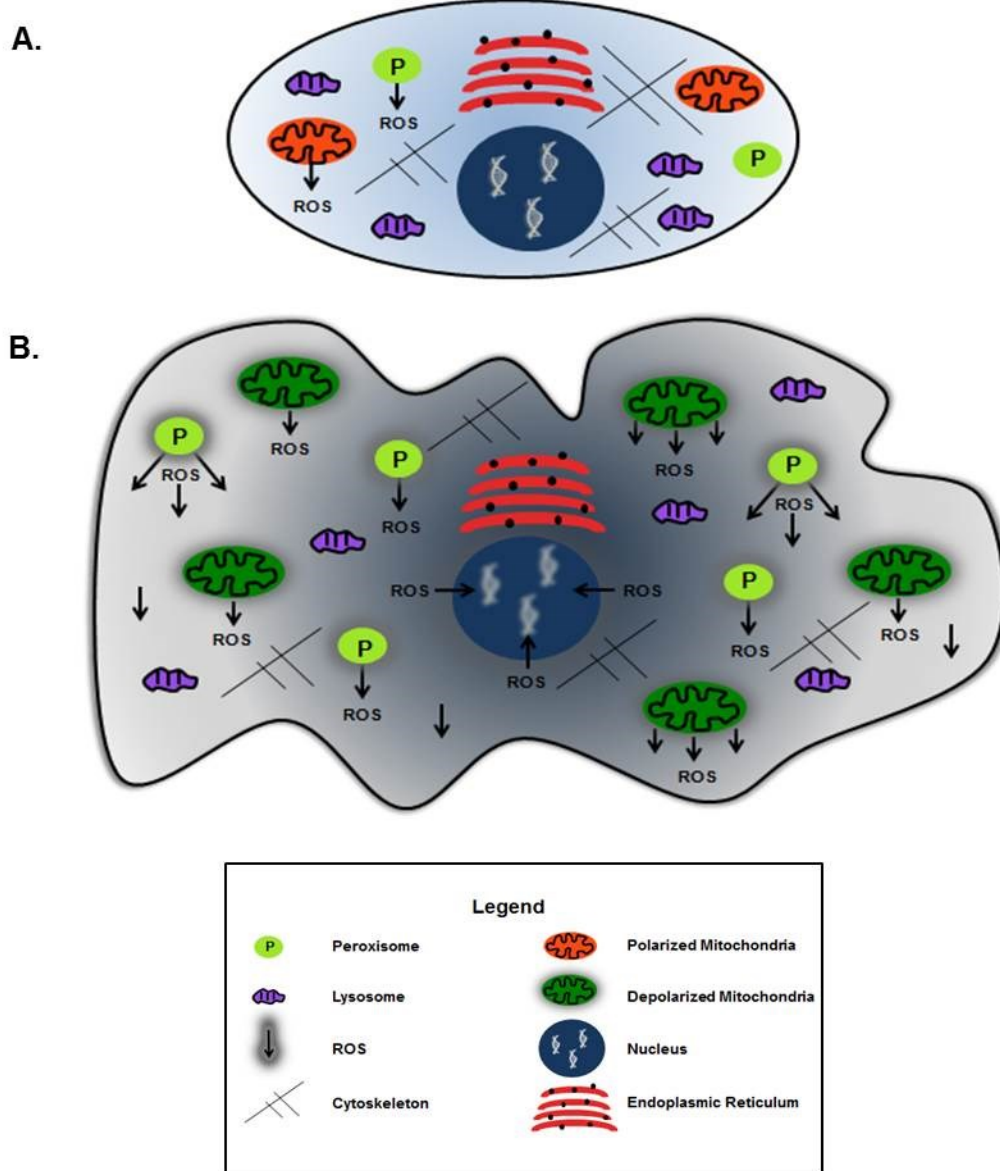 A.
P
ROS
P
ROS
B.
P
ROS
ROS
P
ROS
ROS
P
ROS
ROS
ROS
ROS
P
ROS
ROS
P
ROS
ROS
P
ROS
ROS
Legend
P Peroxisome
Polarized Mitochondria
Lysosome
Depolarized Mitochondria
ROS
Nucleus
Cytoskeleton
Endoplasmic Reticulum